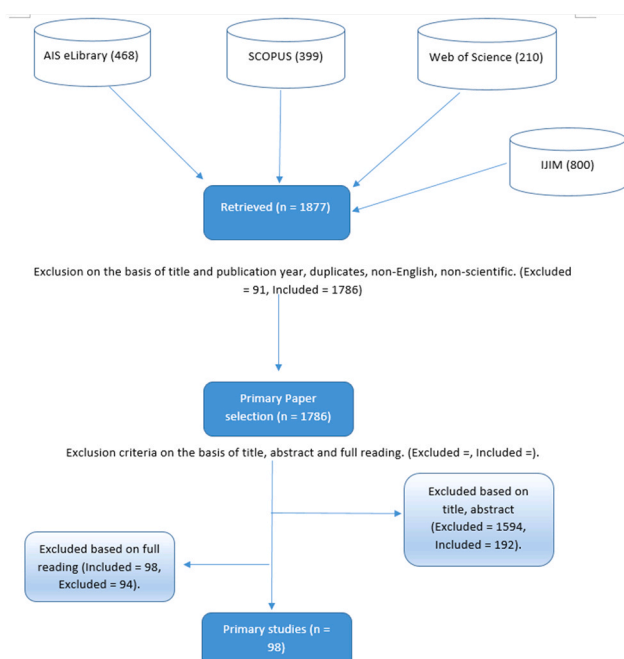 AIS eLibrary (468)
SCOPUS (399)
Web of Science (210)
IJIM (800)
Retrieved (n = 1877)
Exclusion on the basis of title and publication year, duplicates, non-English, non-scientific. (Excluded
= 91, Included = 1786)
Primary Paper
selection (n = 1786)
Exclusion criteria on the basis of title, abstract and full reading. (Excluded =, Included =).
Excluded based on
title, abstract
(Excluded = 1594,
Included = 192).
Excluded based on full
reading (Included = 98,
Excluded = 94).
Primary studies (n =
98)